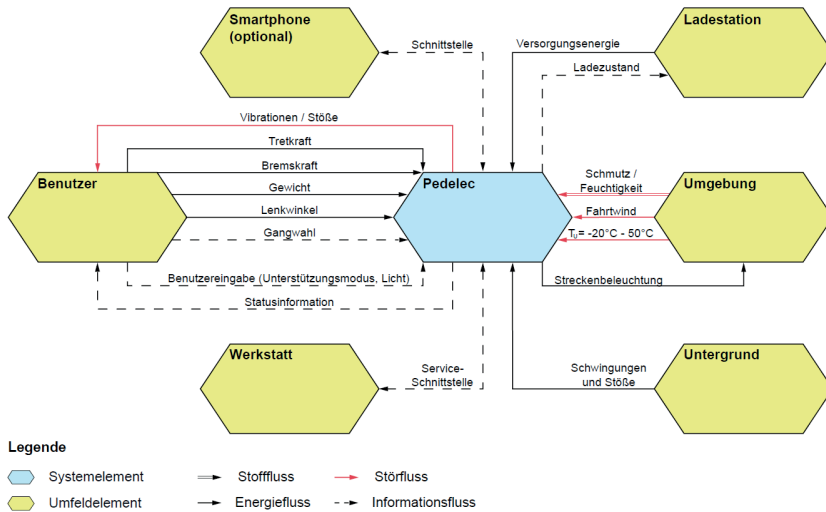 Smartphone
(optional)
Schnittstelle
Versorgungsenergie
Ladestation
Ladezustand
Vibrationen / Stöße
Tretkraft
Bremskraft
Benutzer
Gewicht
Lenkwinkel
Gangwahl
Pedelec
Schmutz /
Feuchtigkeit
Umgebung
Fahrtwind
Tu= -20°C - 50°C
Benutzereingabe (Unterstützungsmodus, Licht)
Streckenbeleuchtung
Statusinformation
Werkstatt
Service-
Schnittstelle
Schwingungen
und Stöße
Untergrund
Legende
Systemelement
Stofffluss
Störfluss
Umfeldelement
Energiefluss
Informationsfluss